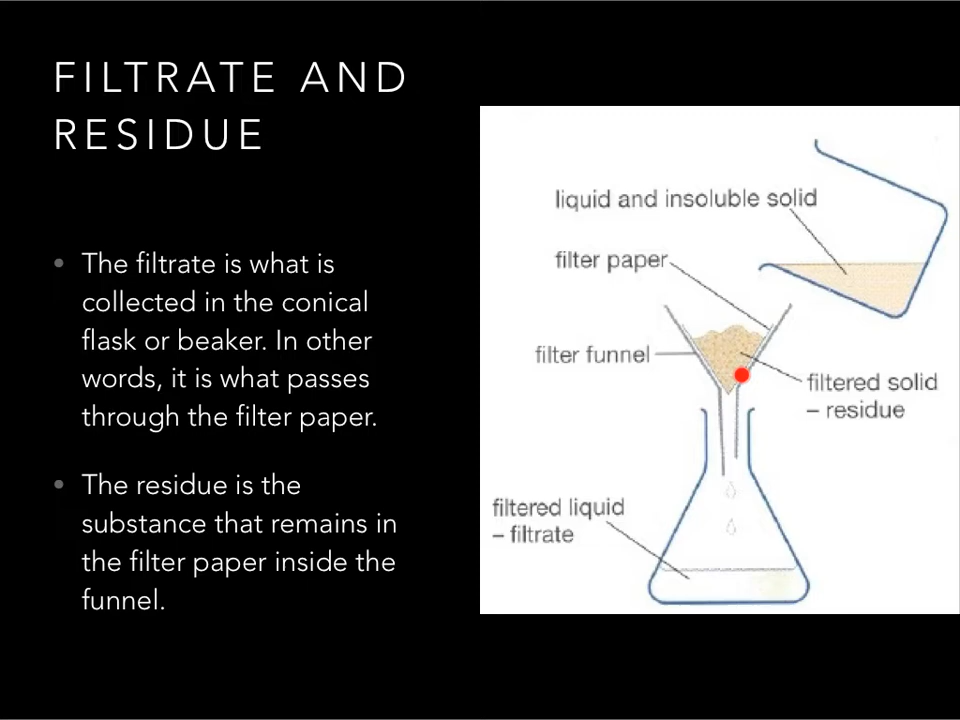 FILTRATE AND
RESIDUE
• The filtrate is what is
collected in the conical
flask or beaker. In other
words, it is what passes
through the filter paper.
• The residue is the
substance that remains in
the filter paper inside the
funnel.
liquid and insoluble solid
filter paper
filter funnel
filtered solid
– residue
filtered liquid
– filtrate